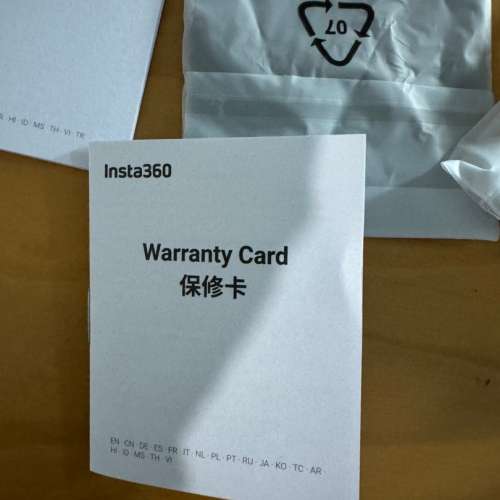 07
HI · ID · MS · TH · VI · TR
Insta360
Warranty Card
保修卡
EN · CN · DE · ES · FR · IT · NL · PL · PT · RU · JA · KO · TC · AR
HI · ID · MS · TH · VI